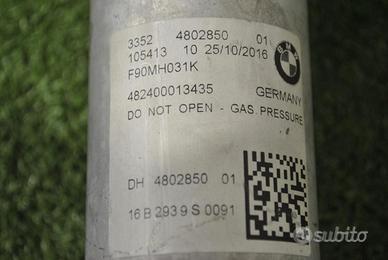 3352 4802850 01
105413 10 25/10/2016
F90MH031K
BMW
482400013435 GERMANY
DO NOT OPEN - GAS PRESSURE
DH 4802850 01
16 B 293 9 S 0091
subito